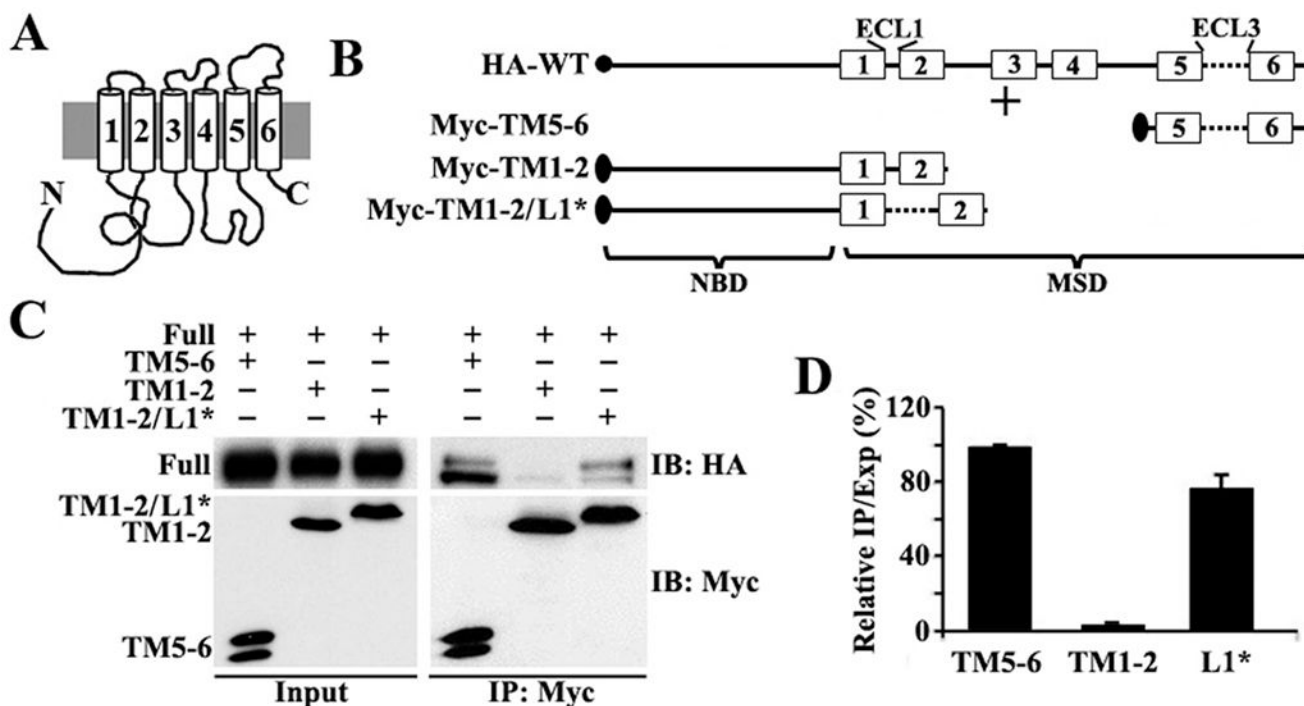 A
1 2 3 4 5 6
N
C
B
ECL1 ECL3
HA-WT 1 2 3 4 5 6
+
Myc-TM5-6 5 6
Myc-TM1-2 1 2
Myc-TM1-2/L1* 1 2
NBD MSD
C
Full + + + + + +
TM5-6 + – – + – –
TM1-2 – + – – + –
TM1-2/L1* – – + – – +
Full IB: HA
TM1-2/L1*
TM1-2
IB: Myc
TM5-6
Input IP: Myc
D
Relative IP/Exp (%)
120
80
40
0
TM5-6 TM1-2 L1*